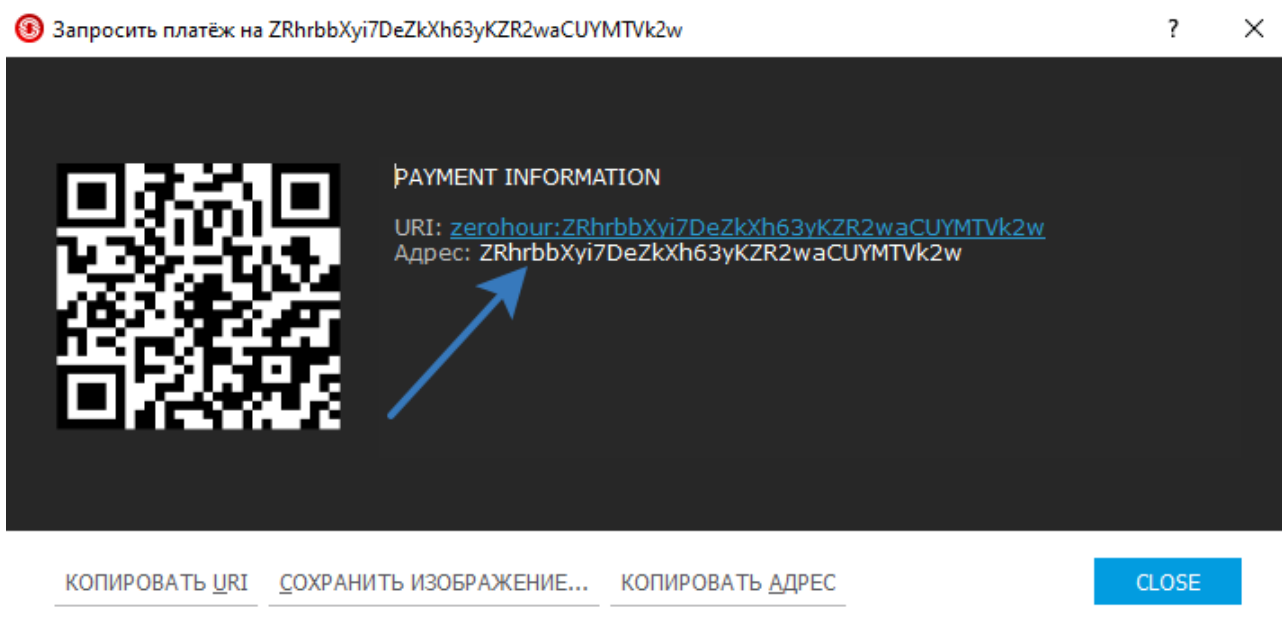 Запросить платёж на ZRhrbbXyi7DeZkXh63yKZR2waCUYMTVk2w
?
PAYMENT INFORMATION
URI: zerohour:ZRhrbbXyi7DeZkXh63yKZR2waCUYMTVk2w
Адрес: ZRhrbbXyi7DeZkXh63yKZR2waCUYMTVk2w
КОПИРОВАТЬ URI СОХРАНИТЬ ИЗОБРАЖЕНИЕ... КОПИРОВАТЬ АДРЕС CLOSE